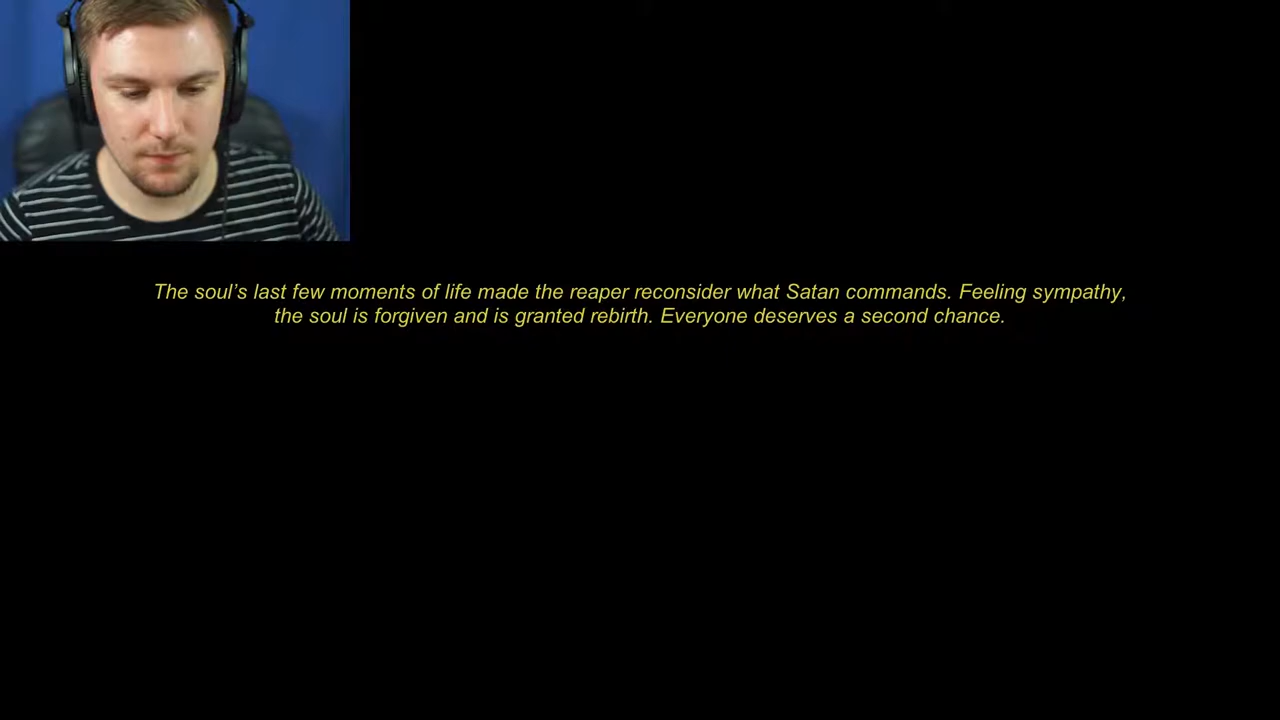 The soul’s last few moments of life made the reaper reconsider what Satan commands. Feeling sympathy,
the soul is forgiven and is granted rebirth. Everyone deserves a second chance.